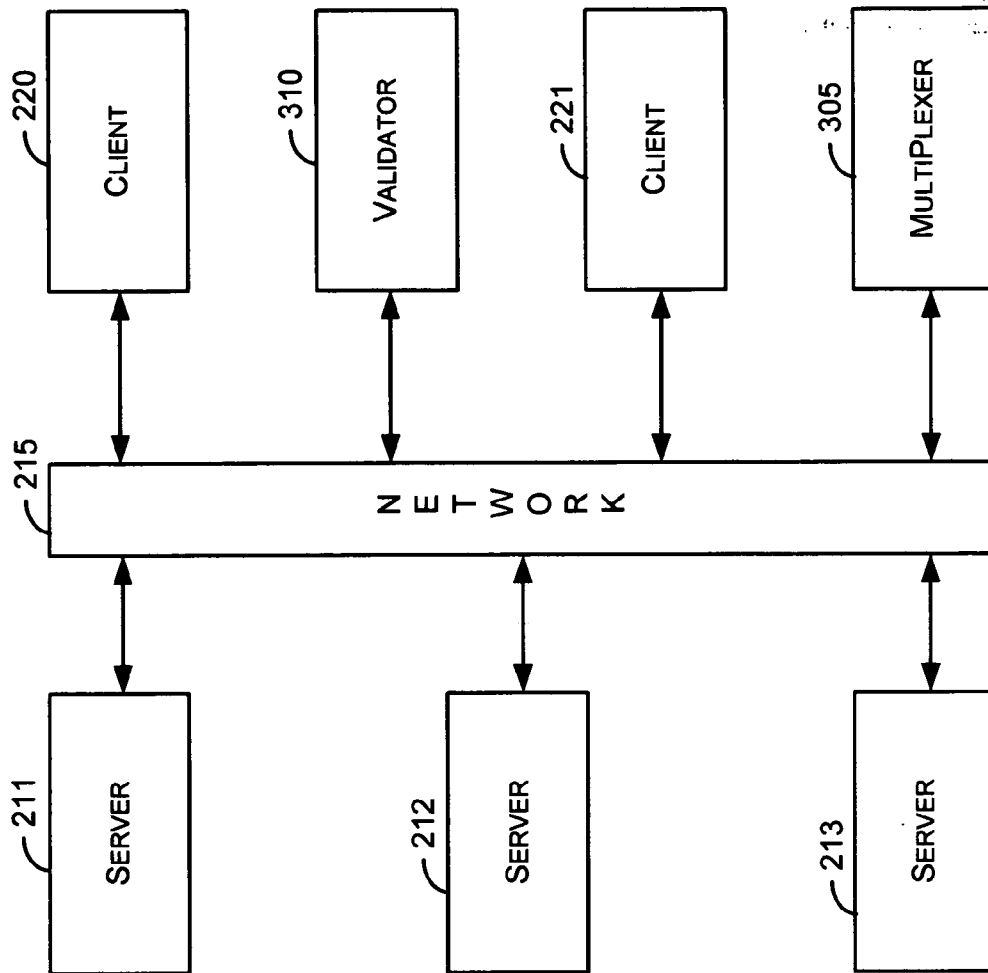 220
CLIENT
310
VALIDATOR
221
CLIENT
305
MULTIPLEXER
215
NETWORK
211
SERVER
212
SERVER
213
SERVER